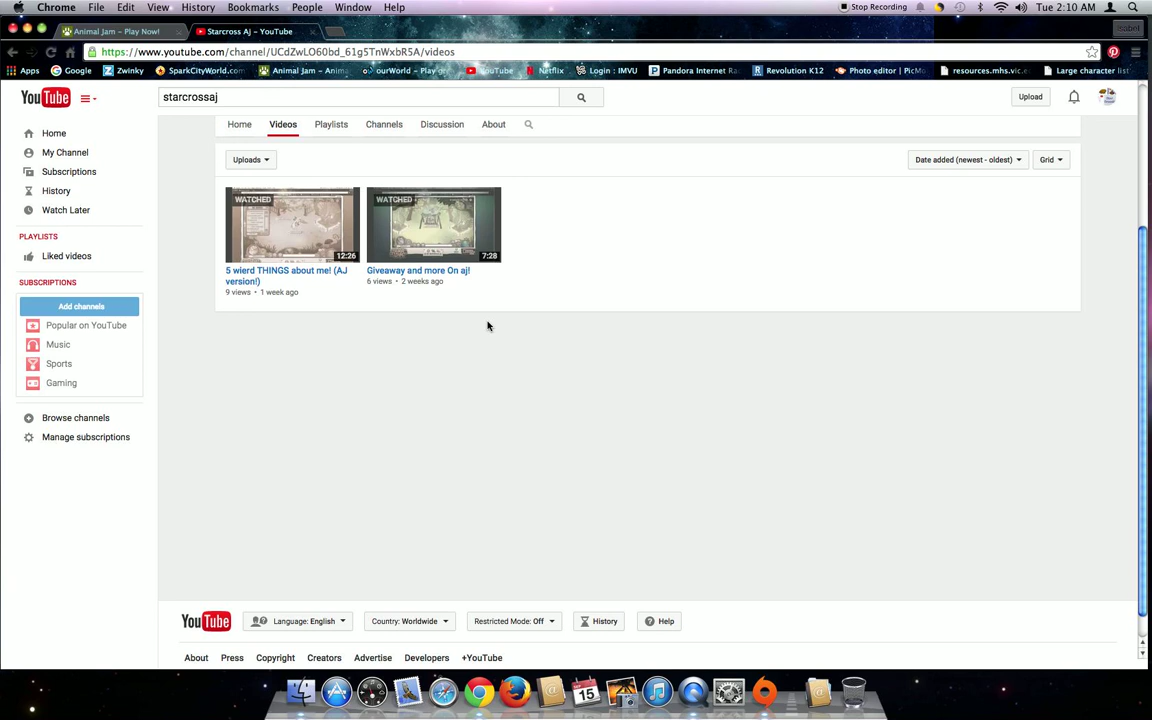 Chrome File Edit View History Bookmarks People Window Help Stop Recording Tue 2:10 AM
Animal Jam - Play Now! Starcross Aj - YouTube Isabel
https://www.youtube.com/channel/UCdZwLO60bd_61g5TnWxbR5A/videos
Apps Google Zwinky SparkCityWorld.com Animal Jam – Anima ourWorld – Play gr YouTube Netflix Login : IMVU Pandora Internet Ra Revolution K12 Photo editor | PicMo resources.mhs.vic.e Large character list
YouTube starcrossaj Upload
Home Videos Playlists Channels Discussion About
Home
My Channel
Subscriptions
History
Watch Later
PLAYLISTS
Liked videos
SUBSCRIPTIONS
Add channels
Popular on YouTube
Music
Sports
Gaming
Browse channels
Manage subscriptions
Uploads Date added (newest - oldest) Grid
WATCHED WATCHED
12:26 7:28
5 wierd THINGS about me! (AJ version!)
9 views • 1 week ago
Giveaway and more On aj!
6 views • 2 weeks ago
YouTube Language: English Country: Worldwide Restricted Mode: Off History Help
About Press Copyright Creators Advertise Developers +YouTube
15